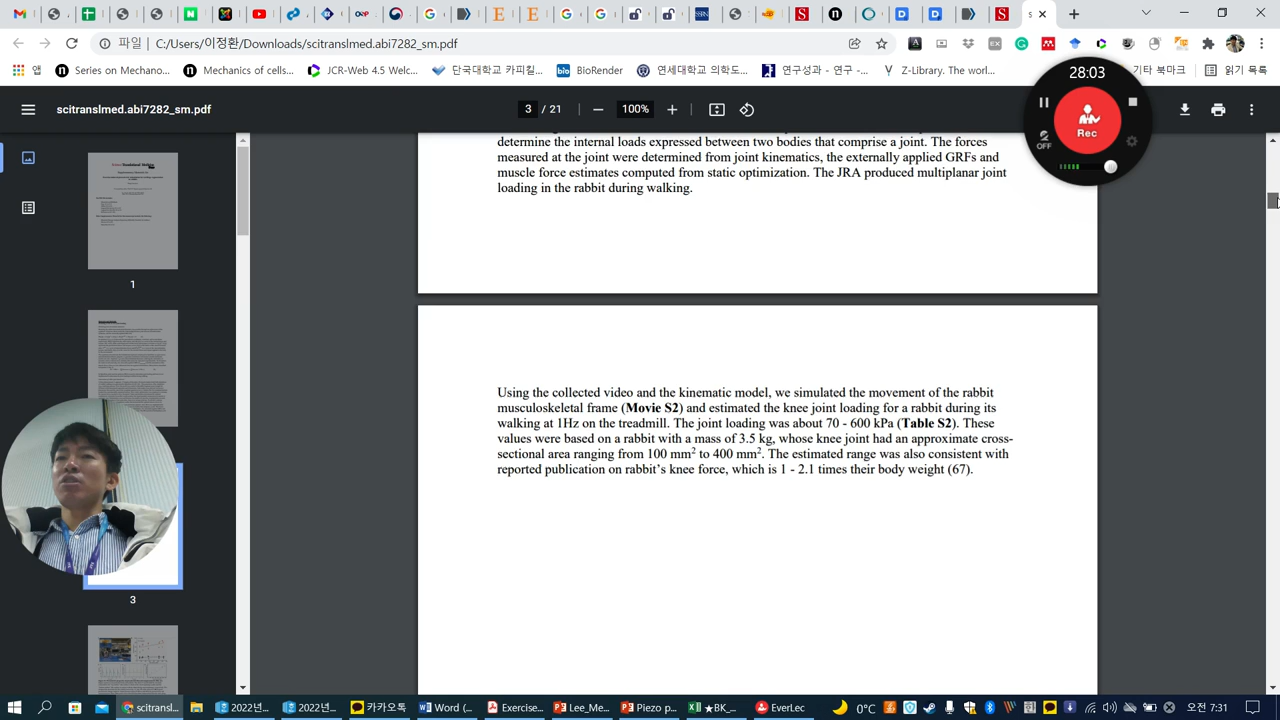 S
28:03
파일
C:/Users/이정환/Downloads/scitranslmed.abi7282_sm.pdf
앱
Series on Mechano...
Mechanics of cells...
JCR-Web
단국대학교 카피킬...
BioRender
연세대학교 의학도...
연구성과 - 연구 -...
Z-Library. The worl...
기타 북마크
읽기 목록
scitranslmed.abi7282_sm.pdf
3 / 21
100%
Rec
OFF
determine the internal loads expressed between two bodies that comprise a joint. The forces
measured at the joint were determined from joint kinematics, the externally applied GRFs and
muscle force estimates computed from static optimization. The JRA produced multiplanar joint
loading in the rabbit during walking.
1
Using the collected video and the kinematic model, we simulated the movement of the rabbit
musculoskeletal frame (Movie S2) and estimated the knee joint loading for a rabbit during its
walking at 1Hz on the treadmill. The joint loading was about 70 - 600 kPa (Table S2). These
values were based on a rabbit with a mass of 3.5 kg, whose knee joint had an approximate cross-
sectional area ranging from 100 mm² to 400 mm². The estimated range was also consistent with
reported publication on rabbit's knee force, which is 1 - 2.1 times their body weight (67).
3
scitransl...
2022년...
2022년...
카카오톡
Word (...
Exercise...
Lee_Me...
Piezo p...
★BK_...
EverLec
0°C
오전 7:31